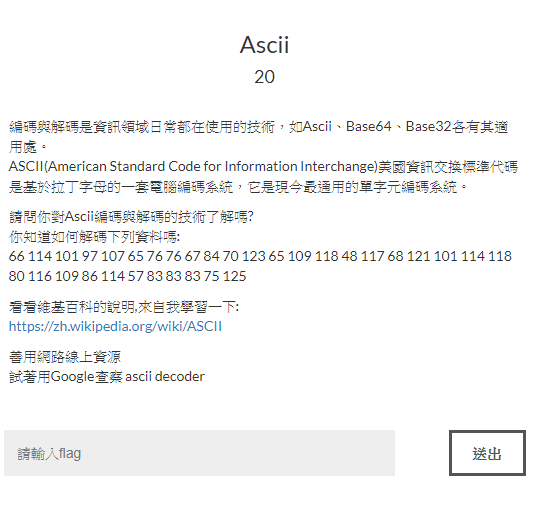 Ascii
20
編碼與解碼是資訊領域日常都在使用的技術，如Ascii、Base64、Base32各有其適
用處。
ASCII(American Standard Code for Information Interchange)美國資訊交換標準代碼
是基於拉丁字母的一套電腦編碼系統，它是現今最通用的單字元編碼系統。
請問你對Ascii編碼與解碼的技術了解嗎?
你知道如何解碼下列資料嗎:
66 114 101 97 107 65 76 76 67 84 70 123 65 109 118 48 117 68 121 101 114 118
80 116 109 86 114 57 83 83 83 75 125
看看維基百科的說明,來自我學習一下:
https://zh.wikipedia.org/wiki/ASCII
善用網路線上資源
試著用Google查察 ascii decoder
請輸入flag
送出